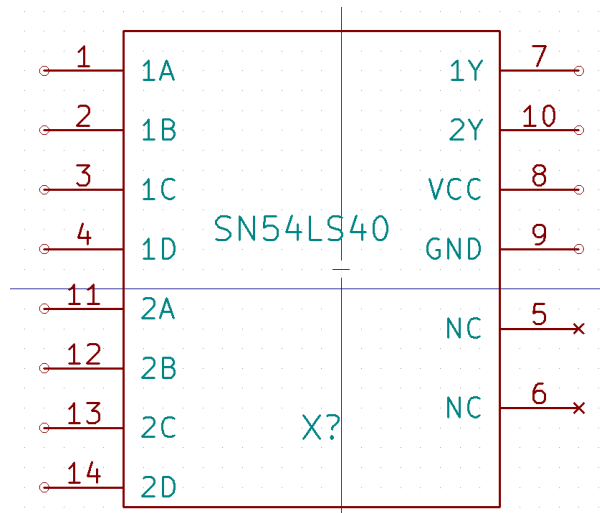 1 1A 1Y 7
2 1B 2Y 10
3 1C VCC 8
SN54LS40
4 1D GND 9
11 2A
NC 5
12 2B
NC 6
13 2C X?
14 2D